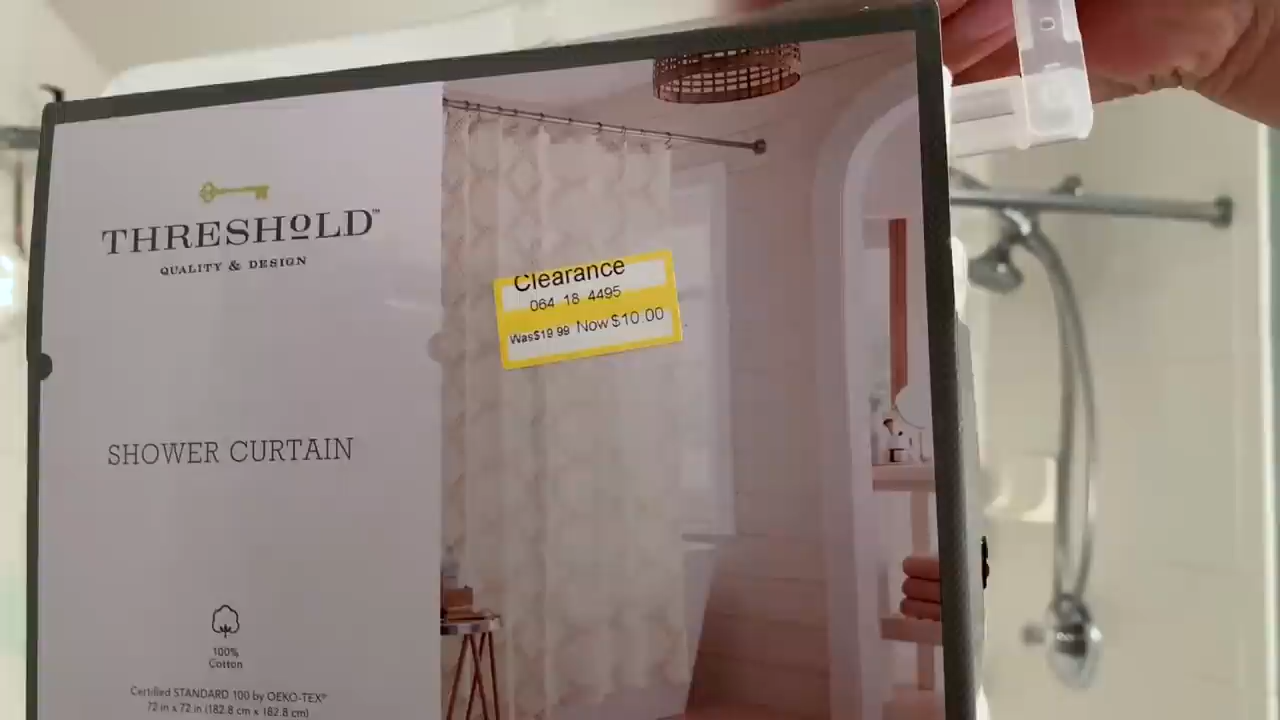 THRESHOLD™
QUALITY & DESIGN
Clearance
064 18 4495
Was$19.99 Now $10.00
SHOWER CURTAIN
100%
Cotton
Certified STANDARD 100 by OEKO-TEX®
72 in x 72 in (182.8 cm x 182.8 cm)